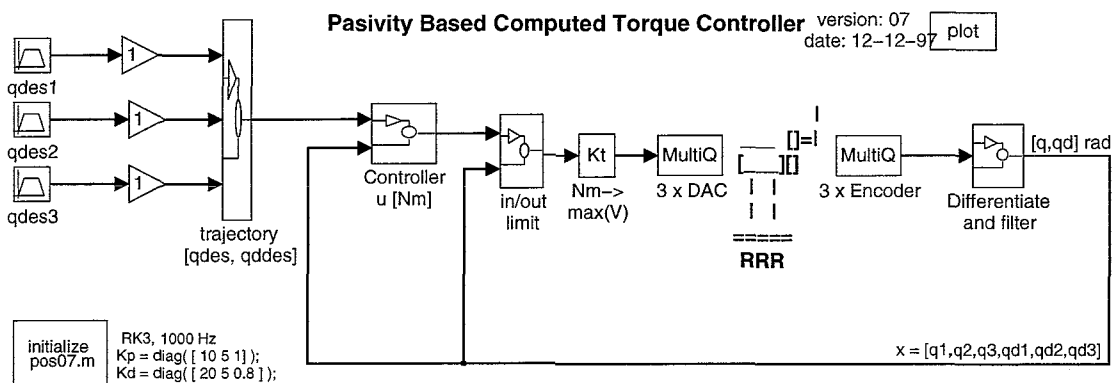 Pasivity Based Computed Torque Controller
version: 07
date: 12–12–97
plot
1
qdes1
1
qdes2
1
qdes3
trajectory
[qdes, qddes]
Controller
u [Nm]
in/out
limit
Kt
Nm–>
max(V)
MultiQ
3 x DAC
[]=
[___][]
=====
RRR
MultiQ
3 x Encoder
Differentiate
and filter
[q,qd] rad
x = [q1,q2,q3,qd1,qd2,qd3]
initialize
pos07.m
RK3, 1000 Hz
Kp = diag( [ 10 5 1] );
Kd = diag( [ 20 5 0.8 ] );